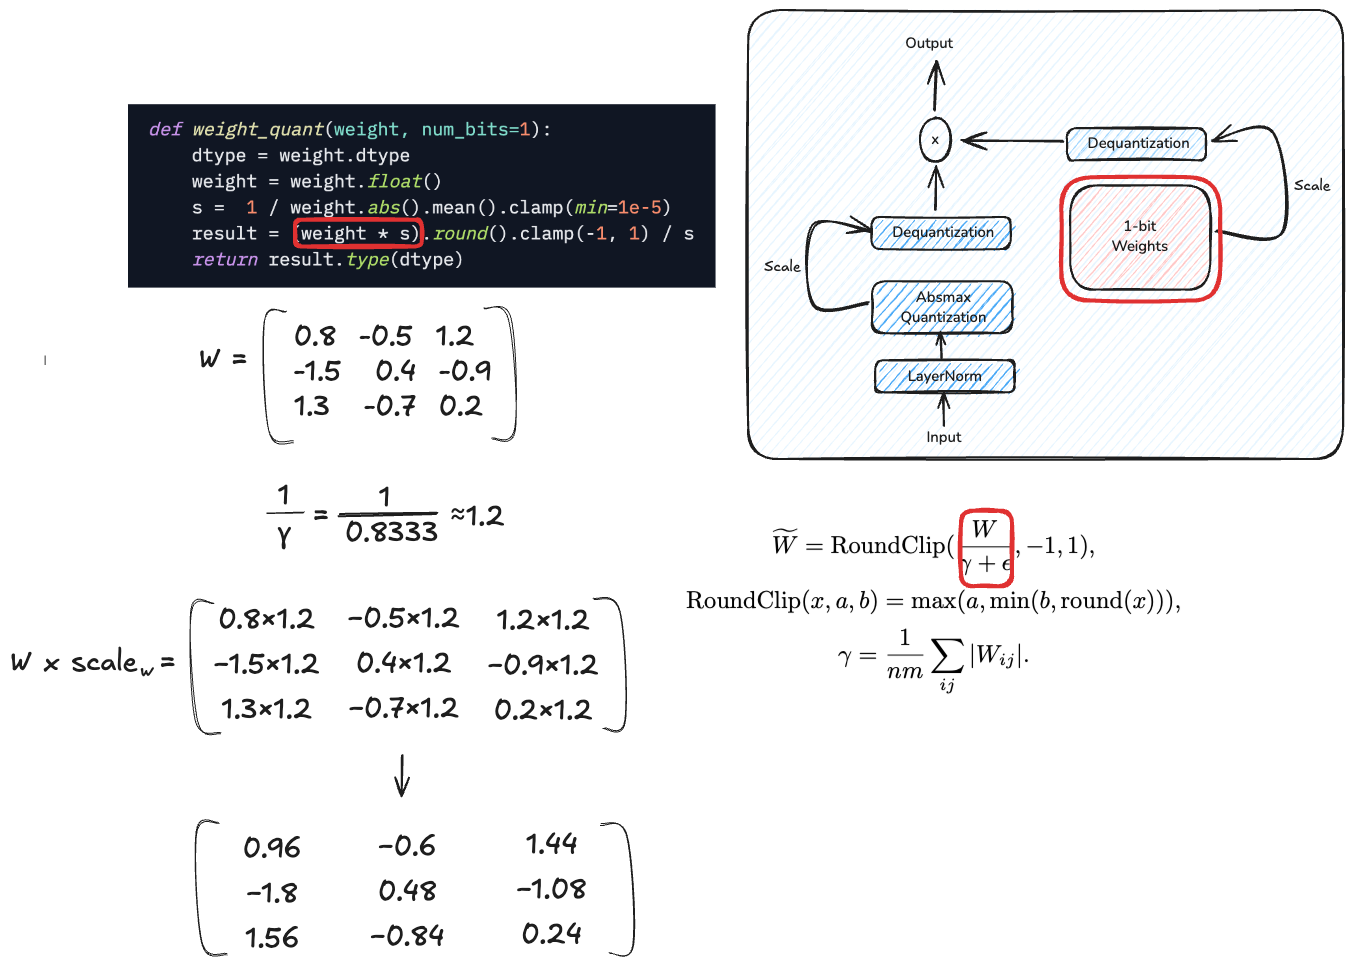 def weight_quant(weight, num_bits=1):
dtype = weight.dtype
weight = weight.float()
s =  1 / weight.abs().mean().clamp(min=1e-5)
result = (weight * s).round().clamp(-1, 1) / s
return result.type(dtype)
W =
0.8 -0.5 1.2
-1.5 0.4 -0.9
1.3 -0.7 0.2
1/γ = 1/0.8333 ≈1.2
W x scale_w =
0.8×1.2 -0.5×1.2 1.2×1.2
-1.5×1.2 0.4×1.2 -0.9×1.2
1.3×1.2 -0.7×1.2 0.2×1.2
0.96 -0.6 1.44
-1.8 0.48 -1.08
1.56 -0.84 0.24
Output
x
Dequantization
Scale
1-bit
Weights
Dequantization
Scale
Absmax
Quantization
LayerNorm
Input
W̃ = RoundClip(W/(γ + ϵ), −1, 1),
RoundClip(x, a, b) = max(a, min(b, round(x))),
γ = 1/nm ∑_ij |W_ij|.